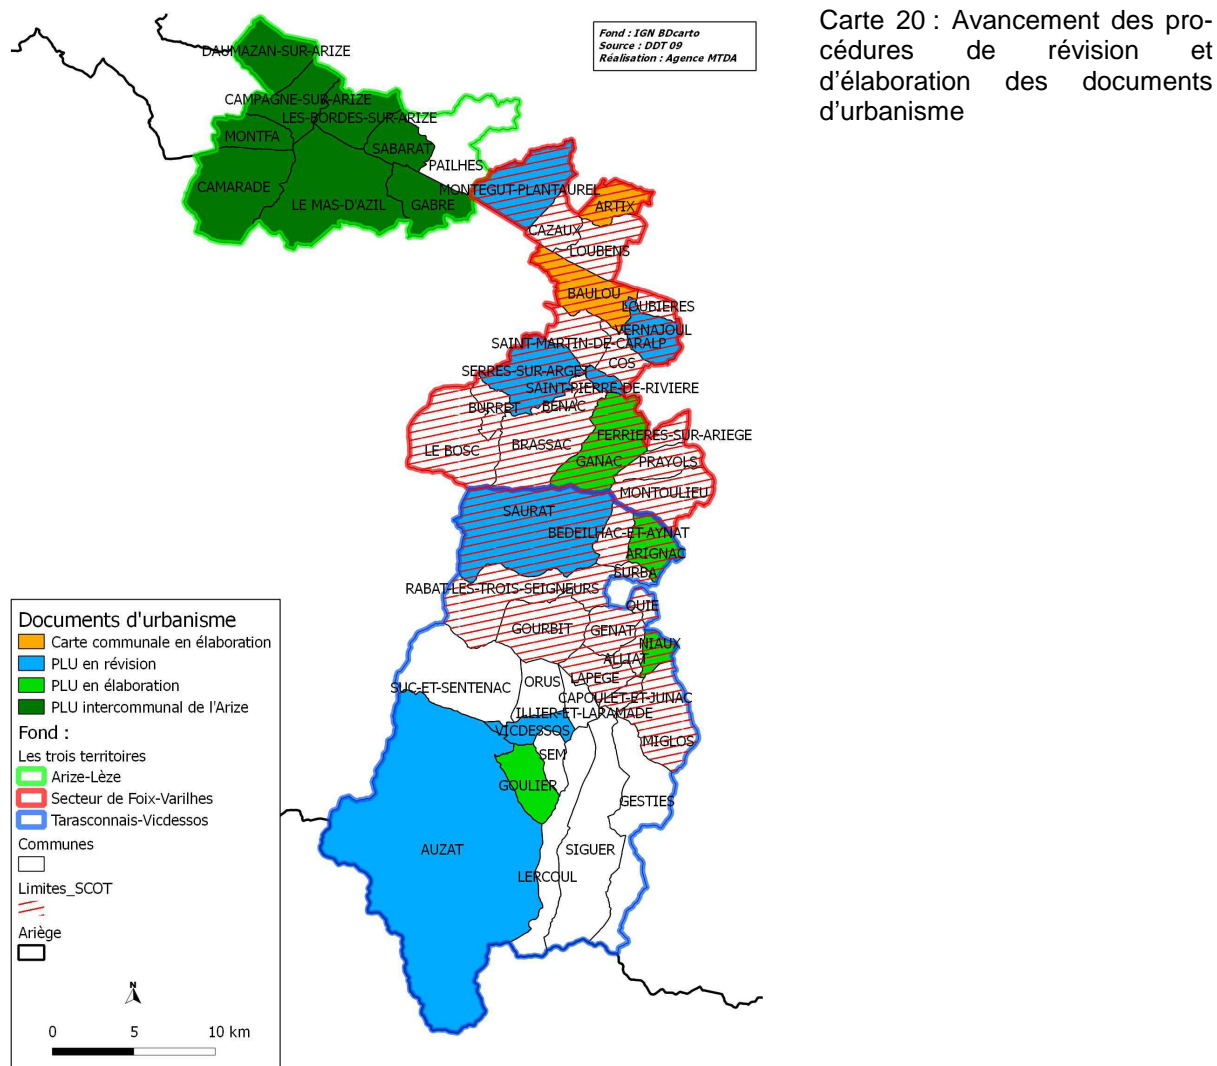 Carte 20 : Avancement des pro-
cédures de révision et
d'élaboration des documents
d'urbanisme
Fond : IGN BDcarto
Source : DDT 09
Réalisation : Agence MTDA
DAUMAZAN-SUR-ARIZE
CAMPAGNE-SUR-ARIZE
LES-BORDES-SUR-ARIZE
MONTFA
SABARAT
PAILHES
CAMARADE
LE MAS-D'AZIL
GABRE
MONTEGUT-PLANTAUREL
ARTIX
CAZAUX
LOUBENS
BAULOU
LOUBIERES
VERNAJOUL
SAINT-MARTIN-DE-CARALP
COS
SERRES-SUR-ARGET
SAINT-PIERRE-DE-RIVIERE
BURRET
BENAC
FERRIERES-SUR-ARIEGE
BRASSAC
LE BOSC
GANAC
PRAYOLS
MONTOULIEU
SAURAT
BEDEILHAC-ET-AYNAT
ARIGNAC
SURBA
RABAT-LES-TROIS-SEIGNEURS
QUIE
GOURBIT
GENAT
NIAUX
ALLIAT
LAPEGE
ORUS
SUC-ET-SENTENAC
CAPOULET-ET-JUNAC
ILLIER-ET-LARAMADE
VICDESSOS
MIGLOS
SEM
GOULIER
GESTIES
AUZAT
SIGUER
LERCOUL
Documents d'urbanisme
Carte communale en élaboration
PLU en révision
PLU en élaboration
PLU intercommunal de l'Arize
Fond :
Les trois territoires
Arize-Lèze
Secteur de Foix-Varilhes
Tarasconnais-Vicdessos
Communes
Limites_SCOT
Ariège
N
0 5 10 km